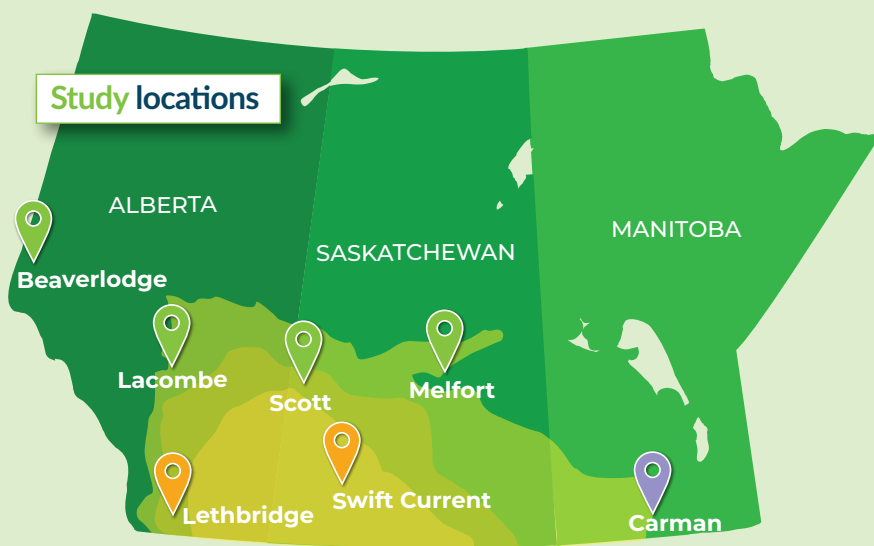 Study locations
ALBERTA
SASKATCHEWAN
MANITOBA
Beaverlodge
Lacombe
Scott
Melfort
Lethbridge
Swift Current
Carman